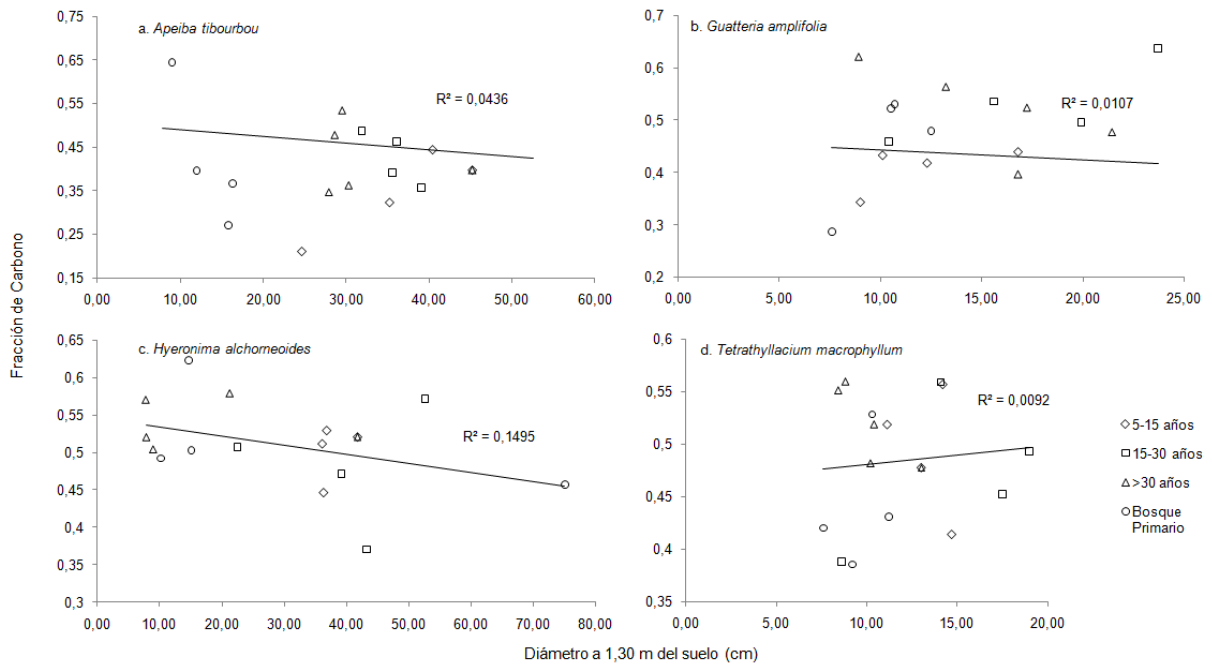 a. Apeiba tibourbou
R² = 0,0436
0,75
0,65
0,55
0,45
0,35
0,25
0,15
0,00 10,00 20,00 30,00 40,00 50,00 60,00
b. Guatteria amplifolia
R² = 0,0107
0,7
0,6
0,5
0,4
0,3
0,2
0,00 5,00 10,00 15,00 20,00 25,00
Fracción de Carbono
c. Hyeronima alchorneoides
R² = 0,1495
0,65
0,6
0,55
0,5
0,45
0,4
0,35
0,3
0,00 10,00 20,00 30,00 40,00 50,00 60,00 70,00 80,00
d. Tetrathyllacium macrophyllum
R² = 0,0092
0,6
0,55
0,5
0,45
0,4
0,35
0,00 5,00 10,00 15,00 20,00
5-15 años
15-30 años
>30 años
Bosque
Primario
Diámetro a 1,30 m del suelo (cm)